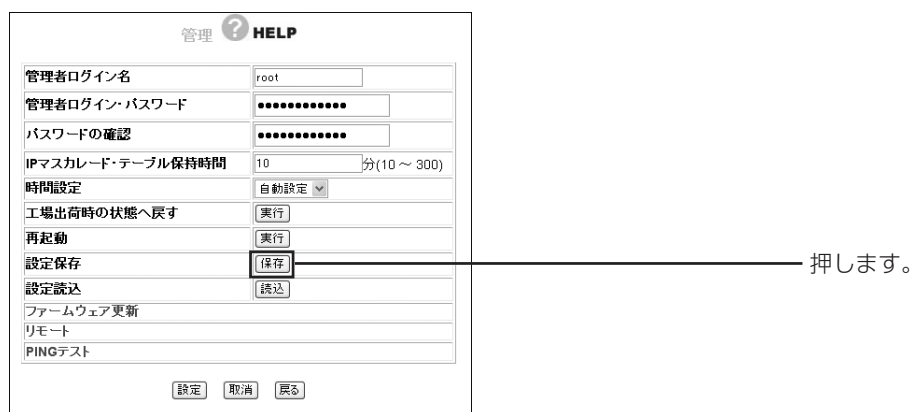 管理 ? HELP
管理者ログイン名 root
管理者ログイン・パスワード ●●●●●●●●●●●●
パスワードの確認 ●●●●●●●●●●●●
IPマスカレード・テーブル保持時間 10 分(10 ～ 300)
時間設定 自動設定
工場出荷時の状態へ戻す 実行
再起動 実行
設定保存 保存 押します。
設定読込 読込
ファームウェア更新
リモート
PINGテスト
設定 取消 戻る